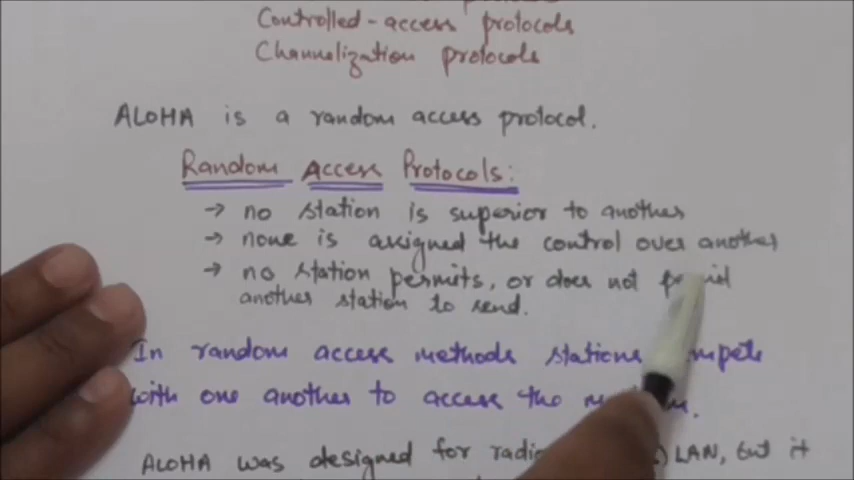 Controlled-access protocols
Channelization protocols
ALOHA is a random access protocol.
Random Access Protocols:
→ no station is superior to another
→ none is assigned the control over another
→ no station permits, or does not
another station to send.
In random access methods stations
with one another to access the
ALOHA was designed for radio LAN, but it